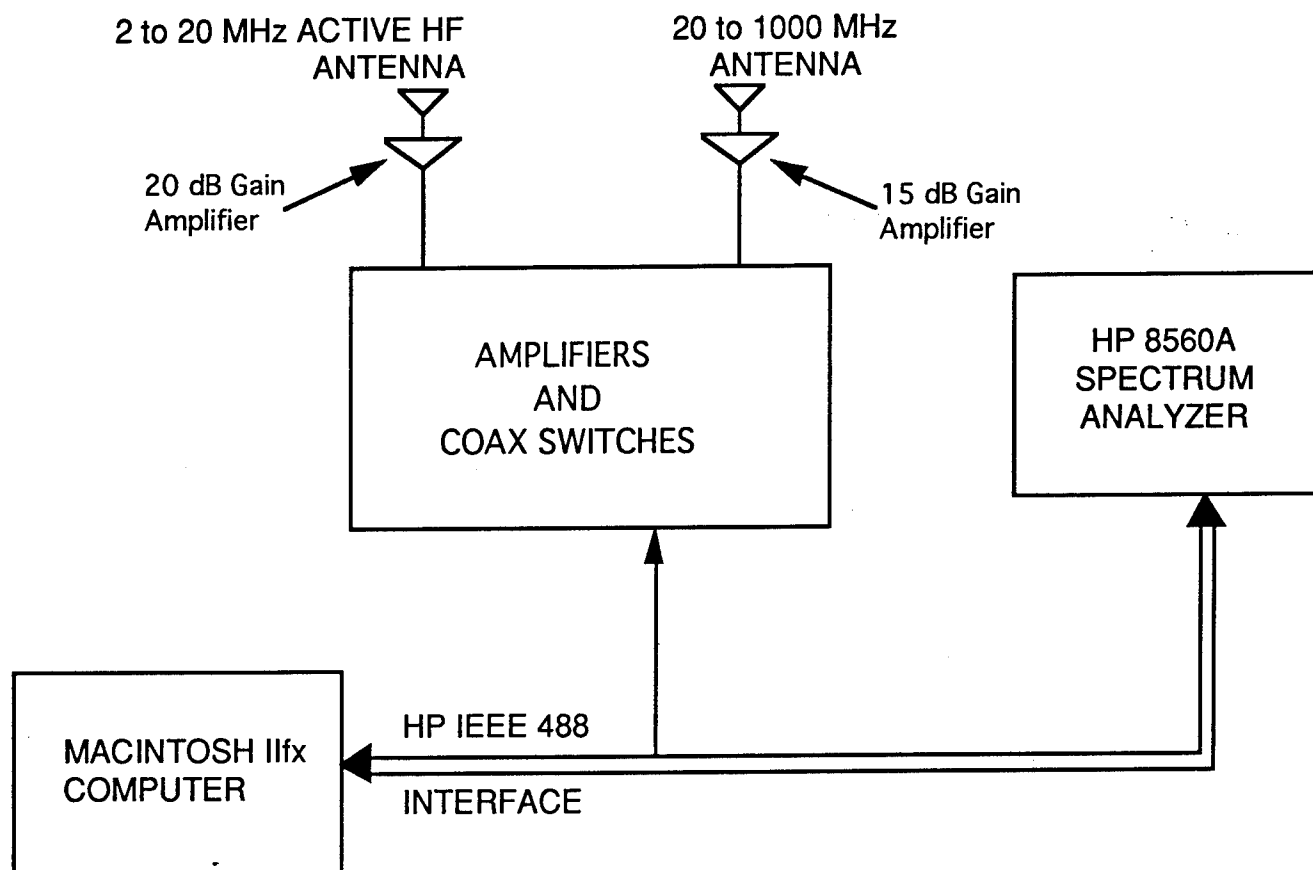 2 to 20 MHz ACTIVE HF
ANTENNA
20 to 1000 MHz
ANTENNA
20 dB Gain
Amplifier
15 dB Gain
Amplifier
AMPLIFIERS
AND
COAX SWITCHES
HP 8560A
SPECTRUM
ANALYZER
MACINTOSH IIfx
COMPUTER
HP IEEE 488
INTERFACE